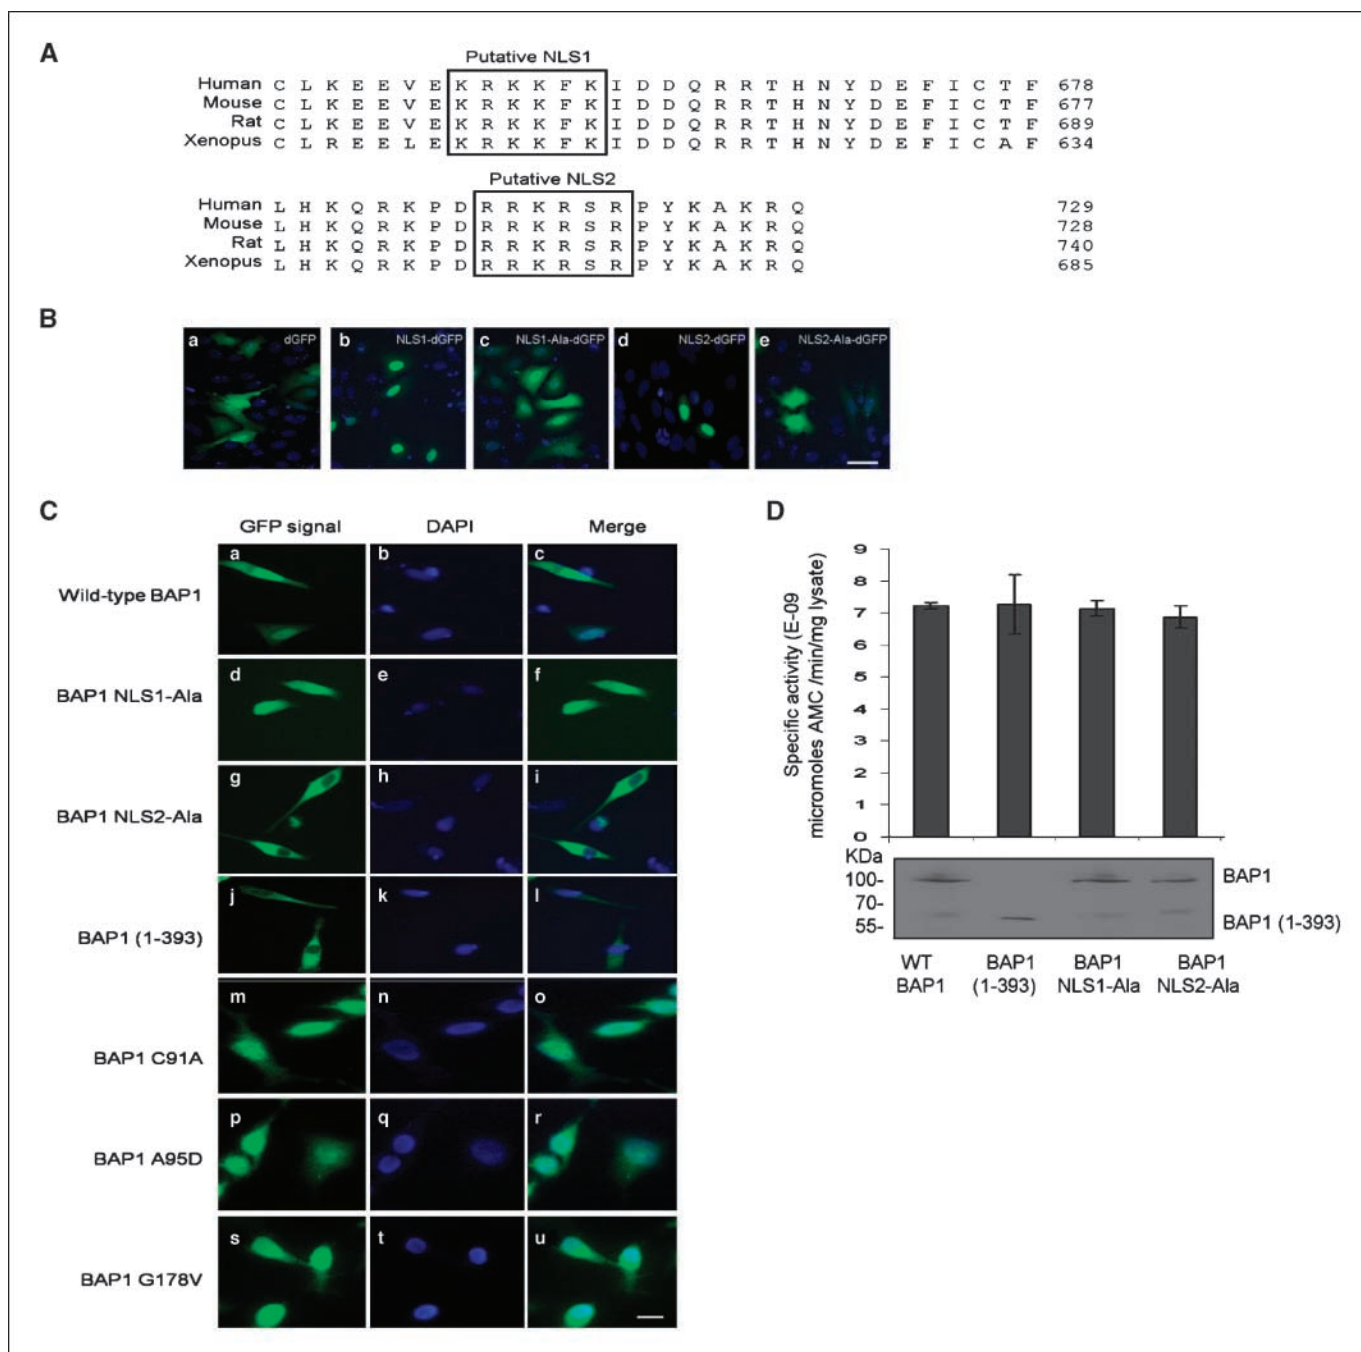 A
Putative NLS1
Human C L K E E V E K R K K F K I D D Q R R T H N Y D E F I C T F 678
Mouse C L K E E V E K R K K F K I D D Q R R T H N Y D E F I C T F 677
Rat C L K E E V E K R K K F K I D D Q R R T H N Y D E F I C T F 689
Xenopus C L R E E L E K R K K F K I D D Q R R T H N Y D E F I C A F 634
Putative NLS2
Human L H K Q R K P D R R K R S R P Y K A K R Q 729
Mouse L H K Q R K P D R R K R S R P Y K A K R Q 728
Rat L H K Q R K P D R R K R S R P Y K A K R Q 740
Xenopus L H K Q R K P D R R K R S R P Y K A K R Q 685
B
a dGFP
b NLS1-dGFP
c NLS1-Ala-dGFP
d NLS2-dGFP
e NLS2-Ala-dGFP
C
GFP signal DAPI Merge
Wild-type BAP1 a b c
BAP1 NLS1-Ala d e f
BAP1 NLS2-Ala g h i
BAP1 (1-393) j k l
BAP1 C91A m n o
BAP1 A95D p q r
BAP1 G178V s t u
D
Specific activity (E-09
micromoles AMC /min/mg lysate)
9
8
7
6
5
4
3
2
1
0
KDa
100- BAP1
70-
55- BAP1 (1-393)
WT BAP1 BAP1 BAP1
BAP1 (1-393) NLS1-Ala NLS2-Ala